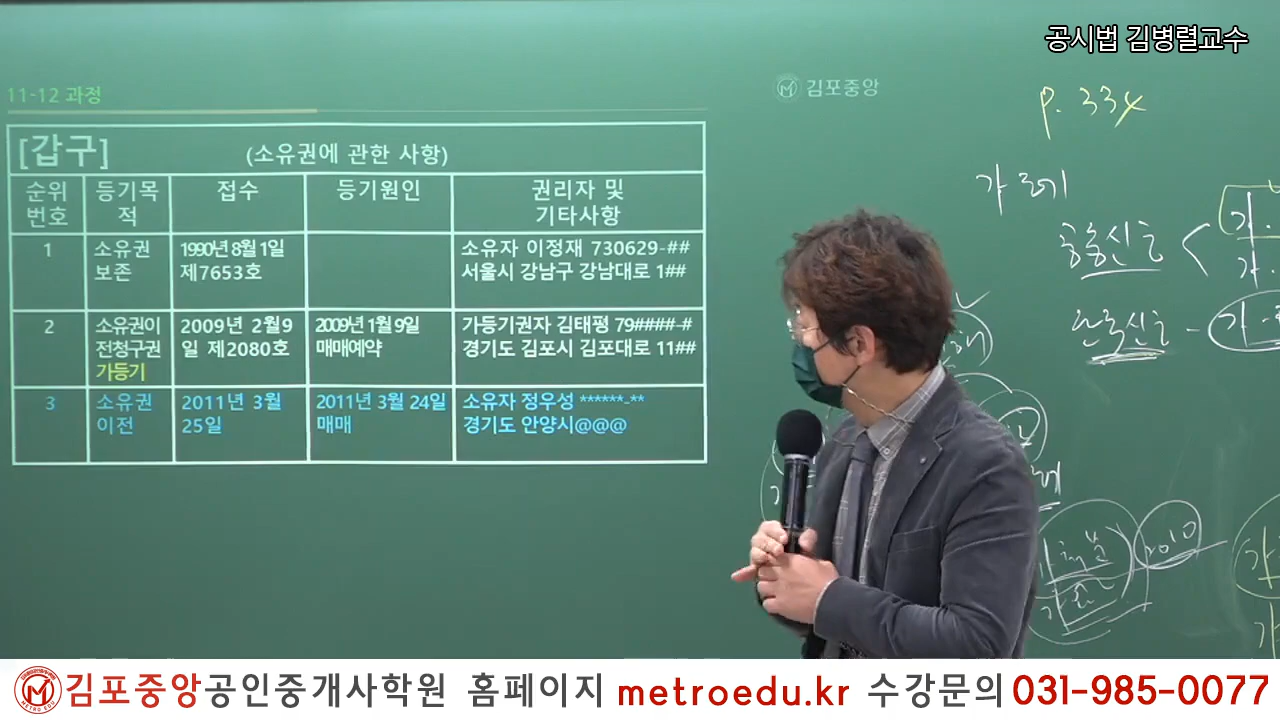 공시법 김병렬교수
11-12 과정
김포중앙
P. 334
[갑구] (소유권에 관한 사항)
순위 번호 등기목적 접수 등기원인 권리자 및 기타사항
1 소유권 1990년 8월 1일 소유자 이정재 730629-##
보존 제7653호 서울시 강남구 강남대로 1##
2 소유권이 2009년 2월9 2009년 1월 9일 가등기권자 김태평 79####-#
전청구권 일 제2080호 매매예약 경기도 김포시 김포대로 11##
가등기
3 소유권 2011년 3월 2011년 3월 24일 소유자 정우성 ******-**
이전 25일 매매 경기도 안양시@@@
가등기
공동신청
단독신청
2010
김포중앙공인중개사학원 홈페이지 metroedu.kr 수강문의 031-985-0077